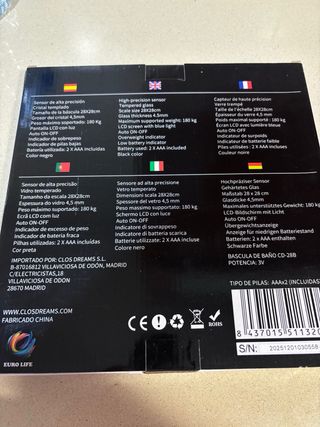 Sensor de alta precisión
Cristal templado
Tamaño de la báscula 28X28cm
Grosor del cristal 4,5mm
Peso máximo soportado: 180 Kg
Pantalla LCD con luz
Auto ON-OFF
Indicador de sobrepeso
Indicador de pilas bajas
Batería utilizada: 2 X AAA incluidas
Color negro
High-precision sensor
Tempered glass
Scale size 28X28cm
Glass thickness 4,5mm
Maximum supported weight: 180 kg
LCD screen with blue light
Auto ON-OFF
Overweight indicator
Low battery indicator
Battery used: 2 X AAA included
Black color
Capteur de haute précision
Verre trempé
Taille de l'échelle 28X28cm
Épaisseur du verre 4,5 mm
Poids maximal supporté : 180 kg
Écran LCD avec lumière bleue
Auto ON-OFF
Indicateur de surpoids
Indicateur de batterie faible
Piles utilisées : 2 x AAA incluses
Couleur noire
Sensor de alta precisão
Vidro temperado
Tamanho da escala 28X28cm
Espessura do vidro 4,5 mm
Peso máximo suportado: 180 kg
Ecrã LCD com luz
Auto ON-OFF
Indicador de excesso de peso
Indicador de bateria fraca
Pilhas utilizadas: 2 X AAA incluídas
Cor preta
Sensore ad alta precisione
Vetro temperato
Dimensioni scala 28X28cm
Spessore del vetro 4,5 mm
Peso massimo supportato: 180 kg
Schermo LCD con luce
Auto ON-OFF
Indicatore di sovrappeso
Indicatore di batteria scarica
Batterie utilizzate: 2 X AAA incluse
Colore nero
Hochpräziser Sensor
Gehärtetes Glas
Maßstab 28 x 28 cm
Glasdicke 4,5mm
Maximal unterstütztes Gewicht: 180 kg
LCD-Bildschirm mit Licht
Auto ON-OFF
Übergewichtsanzeige
Anzeige für niedrigen Batteriestand
Batterien: 2 x AAA enthalten
Schwarze Farbe
IMPORTADO POR: CLOS DREAMS S.L.
B-87016812 VILLAVICIOSA DE ODÓN, MADRID
C/ELECTRICISTAS,18
VILLAVICIOSA DE ODÓN
28670 MADRID
WWW.CLOSDREAMS.COM
FABRICADO CHINA
BASCULA DE BAÑO CD-28B
POTENCIA: 3V
TIPO DE PILAS: AAAx2 (INCLUIDAS)
EURO LIFE
CE
RoHS
8 437015 511320
S/N: 20251201030558